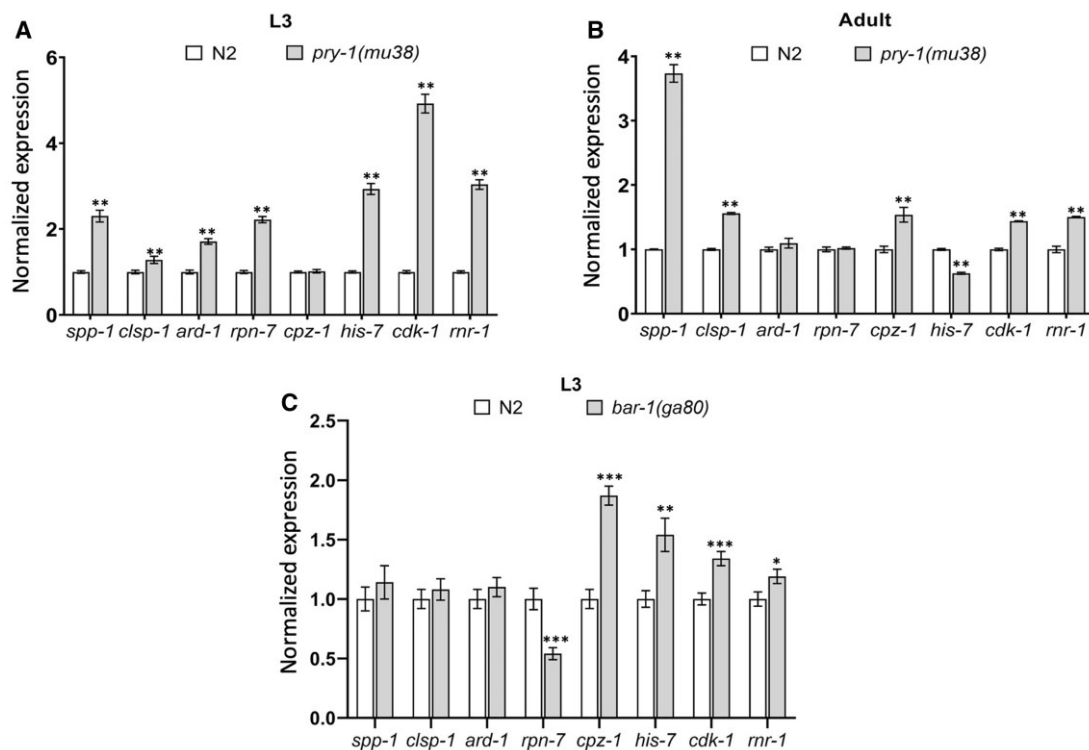 A
L3
N2
pry-1(mu38)
Normalized expression
6
4
2
0
**
**
**
**
**
**
**
spp-1 clsp-1 ard-1 rpn-7 cpz-1 his-7 cdk-1 rnr-1
B
Adult
N2
pry-1(mu38)
Normalized expression
4
3
2
1
0
**
**
**
**
**
**
spp-1 clsp-1 ard-1 rpn-7 cpz-1 his-7 cdk-1 rnr-1
C
L3
N2
bar-1(ga80)
Normalized expression
2.5
2.0
1.5
1.0
0.5
0.0
***
***
**
***
*
spp-1 clsp-1 ard-1 rpn-7 cpz-1 his-7 cdk-1 rnr-1